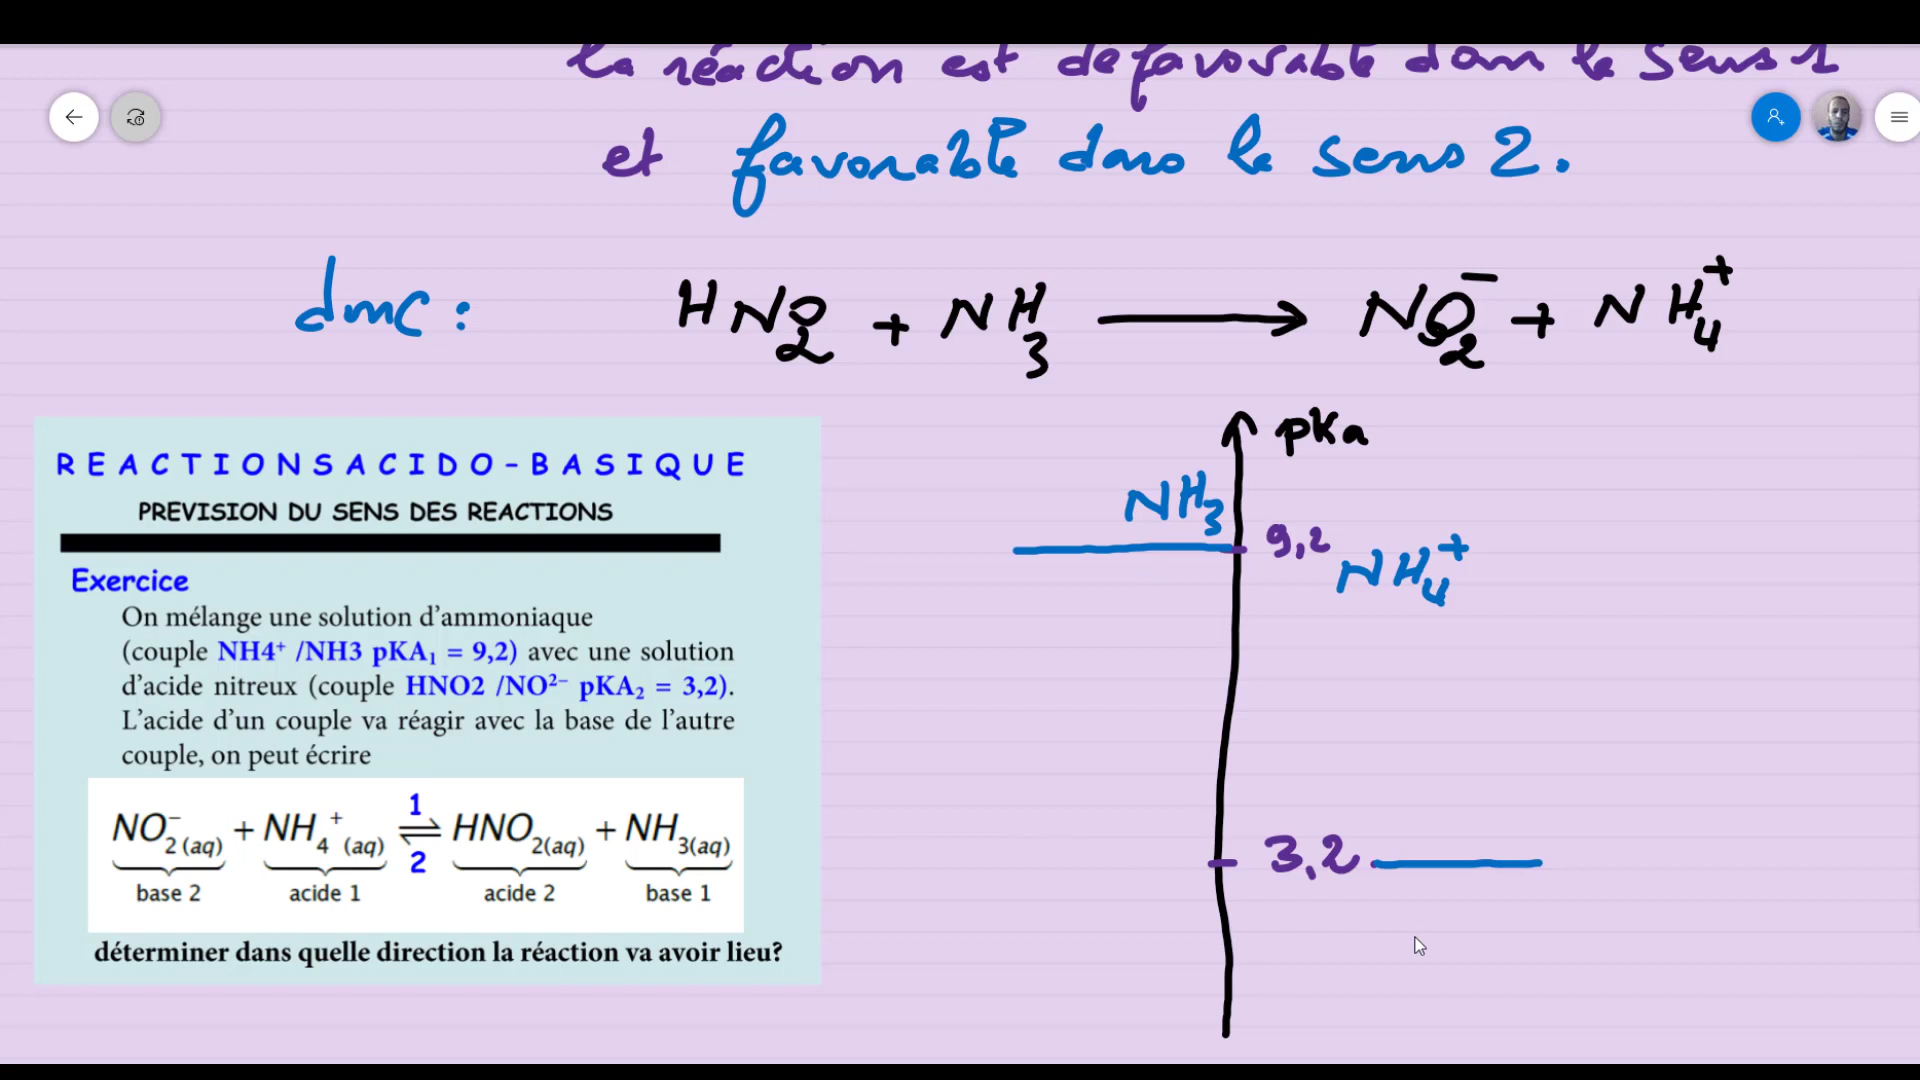 la réaction est défavorable dans le sens 1
et favorable dans le sens 2.
dmc : HNO2 + NH3 → NO2- + NH4+
REACTIONS ACIDO-BASIQUE
PREVISION DU SENS DES REACTIONS
Exercice
On mélange une solution d’ammoniaque
(couple NH4⁺ /NH3 pKA₁ = 9,2) avec une solution
d’acide nitreux (couple HNO2 /NO²⁻ pKA₂ = 3,2).
L’acide d’un couple va réagir avec la base de l’autre
couple, on peut écrire
NO₂⁻(aq) + NH₄⁺(aq) ⇌ HNO₂(aq) + NH₃(aq)
1
2
base 2 acide 1 acide 2 base 1
déterminer dans quelle direction la réaction va avoir lieu?
pKa
NH3
9,2
NH4+
3,2